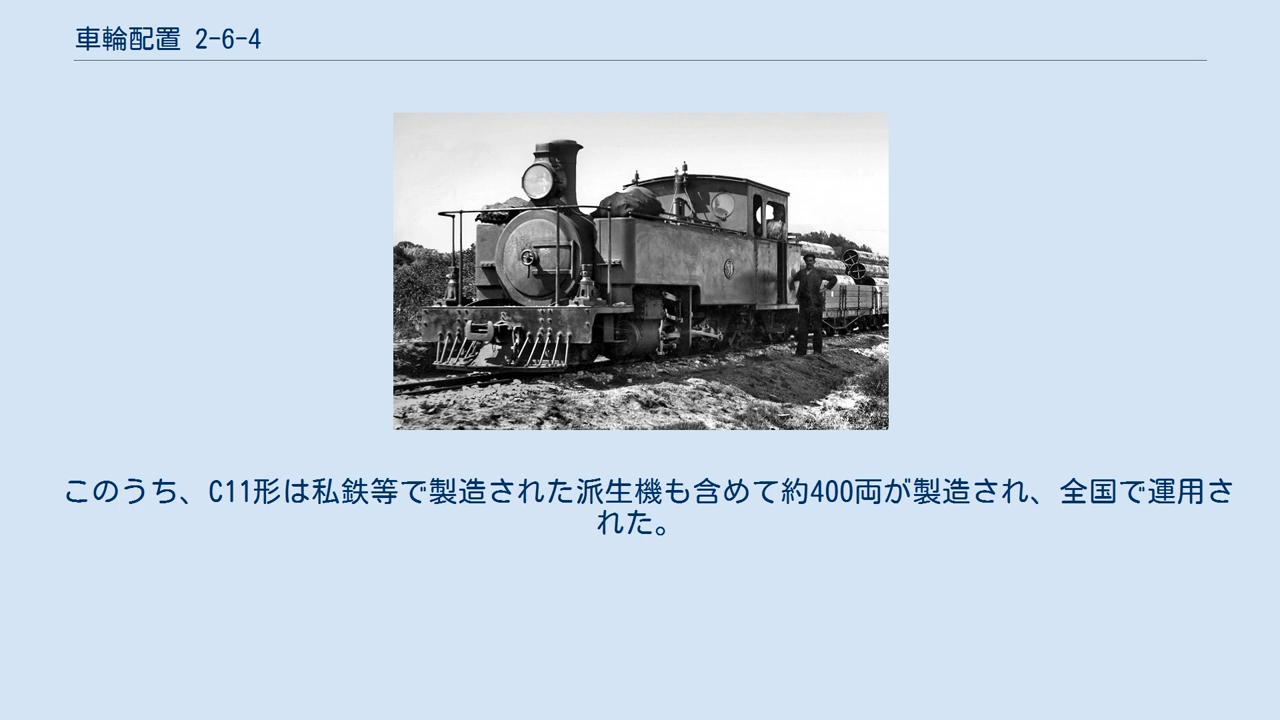 車輪配置 2-6-4
このうち、C11形は私鉄等で製造された派生機も含めて約400両が製造され、全国で運用さ
れた。